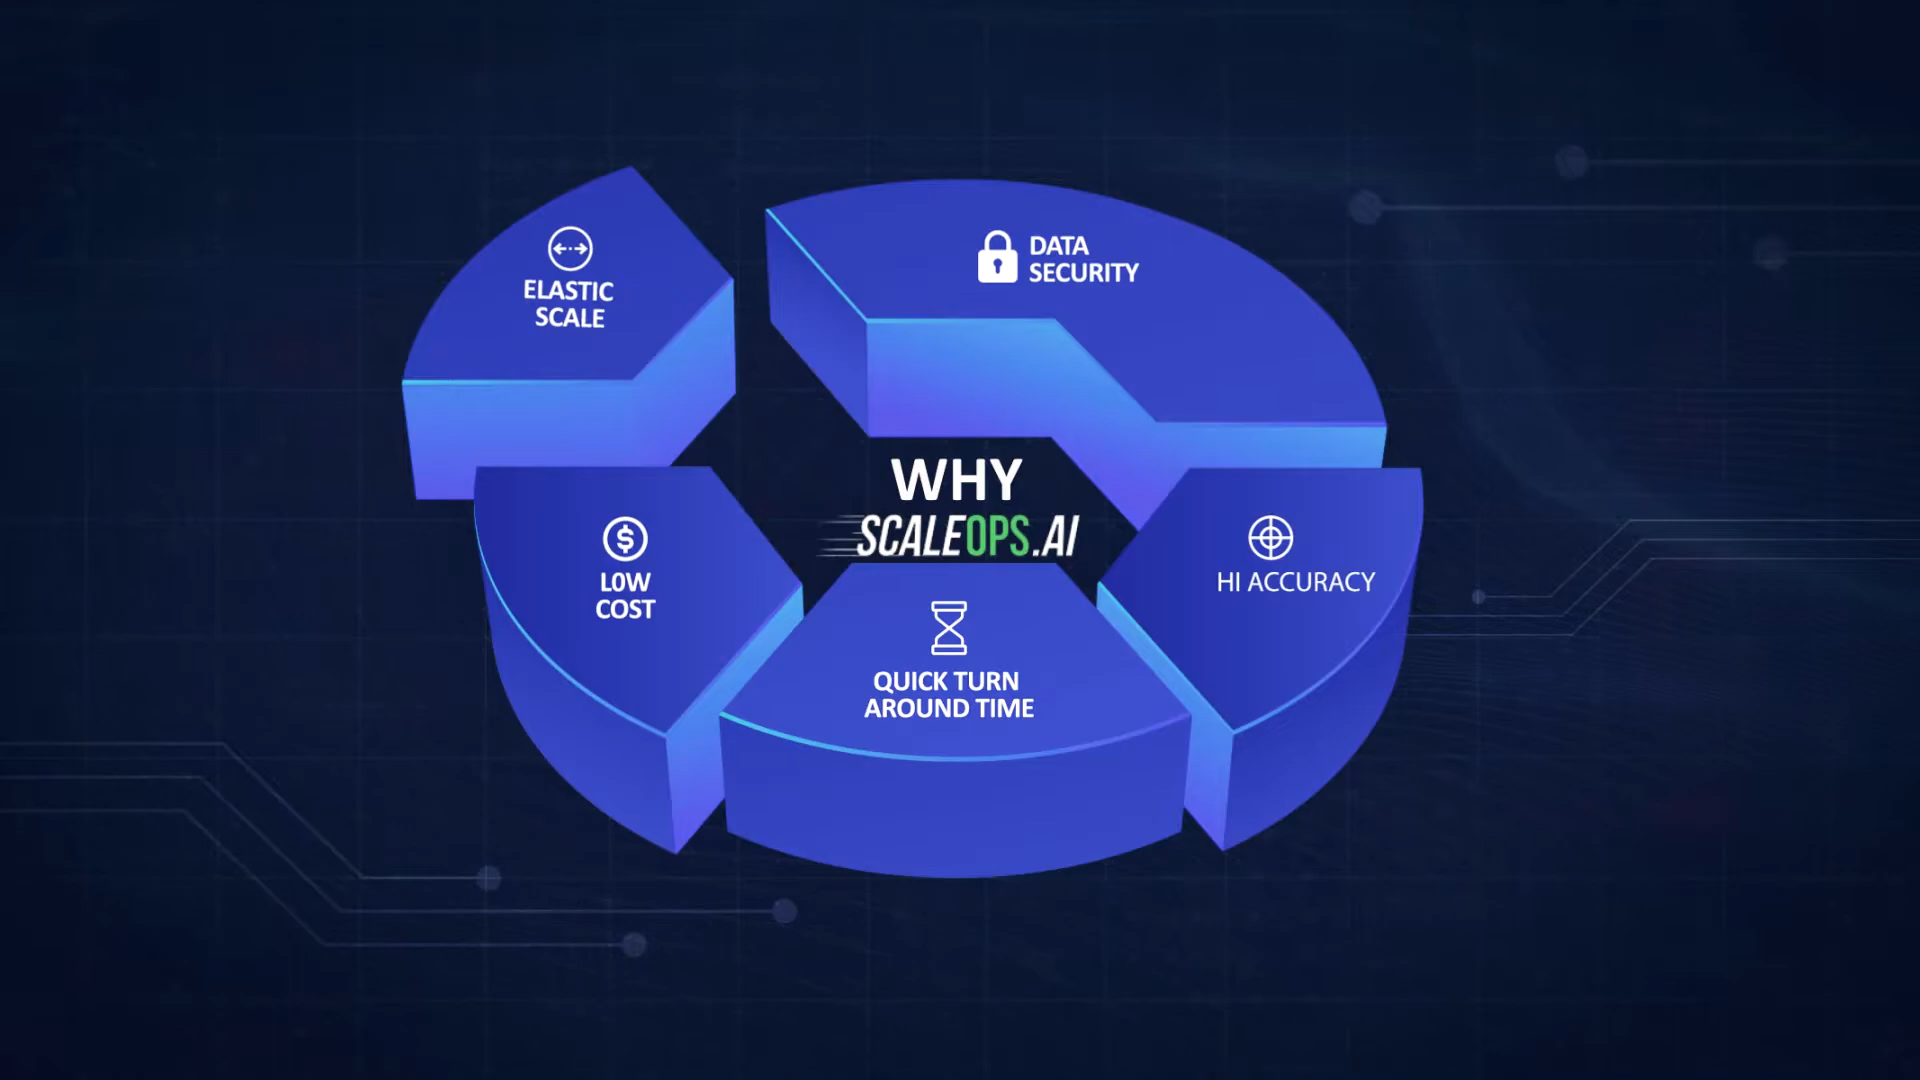 ELASTIC
SCALE
DATA
SECURITY
WHY
SCALEOPS.AI
LOW
COST
HI ACCURACY
QUICK TURN
AROUND TIME